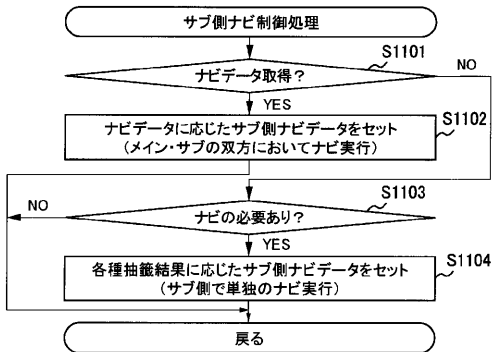 サブ側ナビ制御処理
S1101
ナビデータ取得？
NO
YES
S1102
ナビデータに応じたサブ側ナビデータをセット
（メイン・サブの双方においてナビ実行）
S1103
NO
ナビの必要あり？
YES
S1104
各種抽籤結果に応じたサブ側ナビデータをセット
（サブ側で単独のナビ実行）
戻る